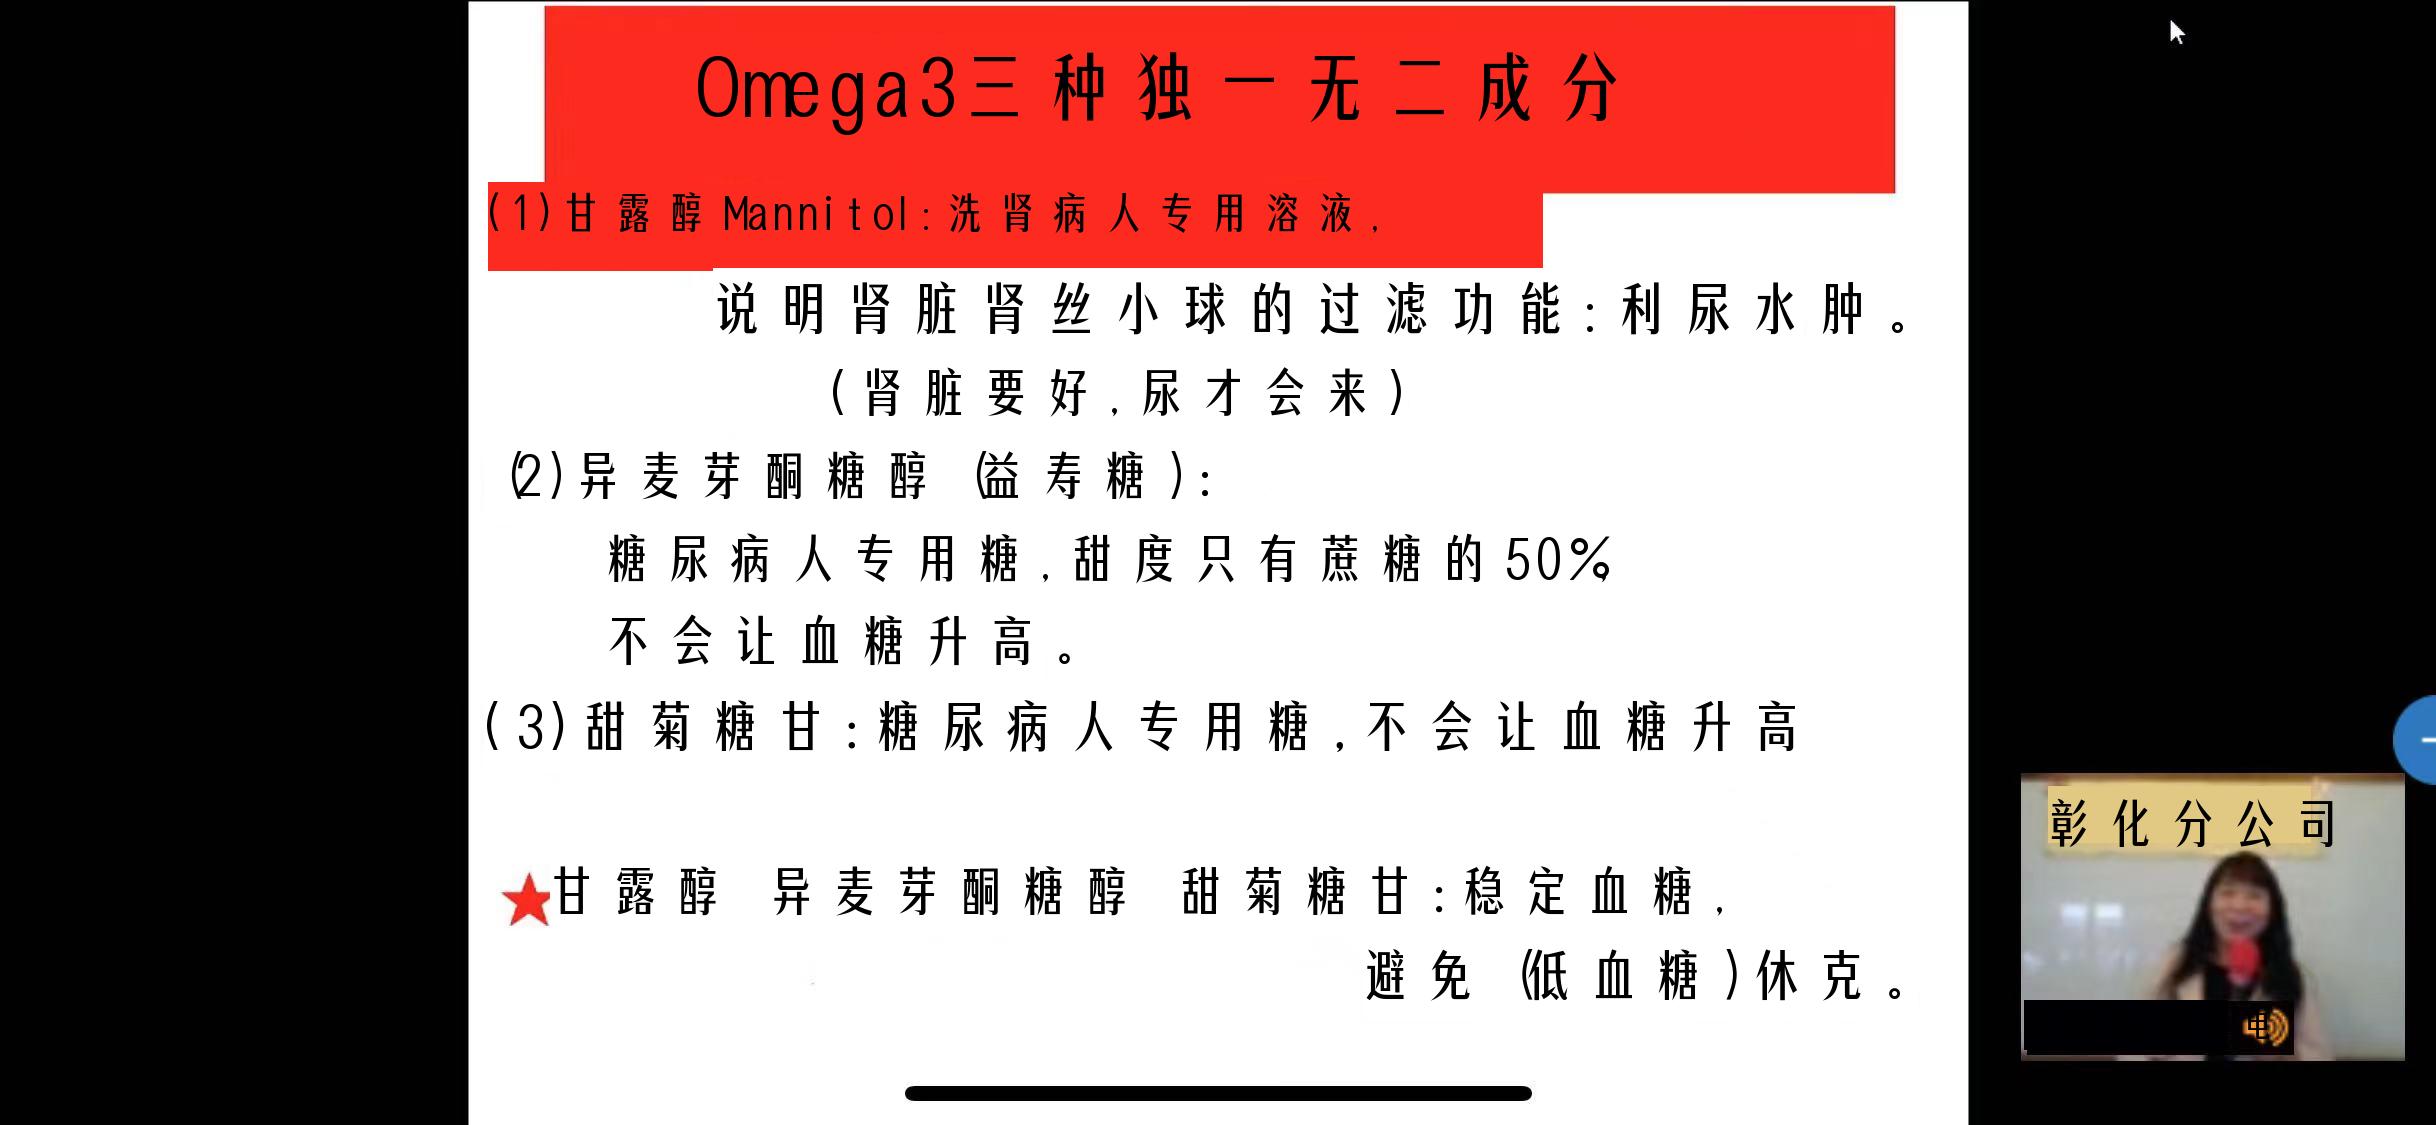 Omega3三种独一无二成分
(1)甘露醇Mannitol:洗肾病人专用溶液,
说明肾脏肾丝小球的过滤功能:利尿水肿。
(肾脏要好,尿才会来)
(2)异麦芽酮糖醇(益寿糖):
糖尿病人专用糖,甜度只有蔗糖的50%。
不会让血糖升高。
(3)甜菊糖甘:糖尿病人专用糖,不会让血糖升高
★甘露醇 异麦芽酮糖醇 甜菊糖甘:稳定血糖,
避免(低血糖)休克。
彰化分公司